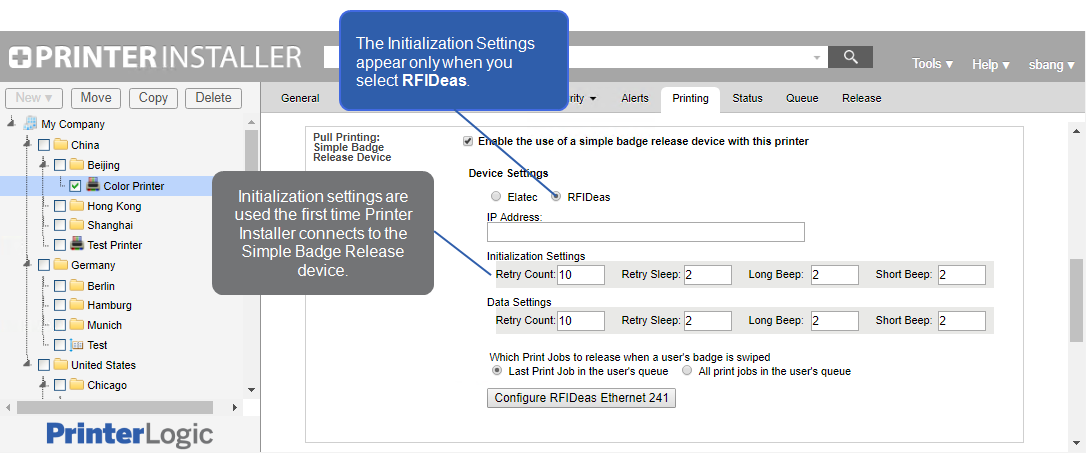 The Initialization Settings
appear only when you
select RFIDeas.
PRINTERINSTALLER
Tools ▾ Help ▾ sbang ▾
New ▾ Move Copy Delete
General rity ▾ Alerts Printing Status Queue Release
My Company
China
Beijing
Color Printer
Hong Kong
Shanghai
Test Printer
Germany
Berlin
Hamburg
Munich
Test
United States
Chicago
PrinterLogic
Initialization settings are
used the first time Printer
Installer connects to the
Simple Badge Release
device.
Pull Printing:
Simple Badge
Release Device
Enable the use of a simple badge release device with this printer
Device Settings
Elatec RFIDeas
IP Address:
Initialization Settings
Retry Count: 10 Retry Sleep: 2 Long Beep: 2 Short Beep: 2
Data Settings
Retry Count: 10 Retry Sleep: 2 Long Beep: 2 Short Beep: 2
Which Print Jobs to release when a user's badge is swiped
Last Print Job in the user's queue All print jobs in the user's queue
Configure RFIDeas Ethernet 241